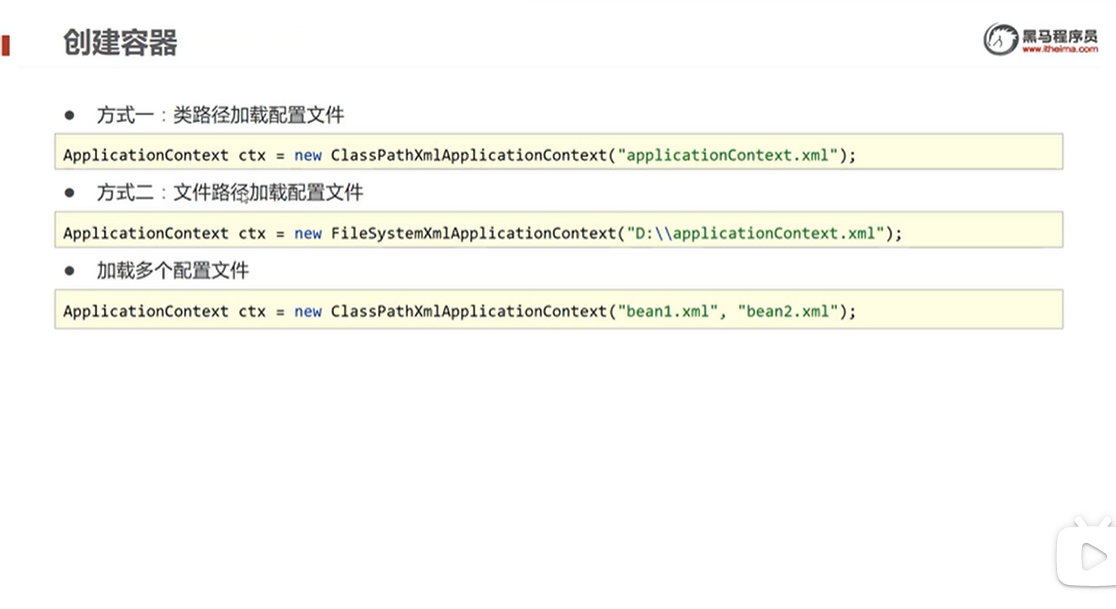 创建容器
黑马程序员
www.itheima.com
● 方式一：类路径加载配置文件
ApplicationContext ctx = new ClassPathXmlApplicationContext("applicationContext.xml");
● 方式二：文件路径加载配置文件
ApplicationContext ctx = new FileSystemXmlApplicationContext("D:\\applicationContext.xml");
● 加载多个配置文件
ApplicationContext ctx = new ClassPathXmlApplicationContext("bean1.xml", "bean2.xml");